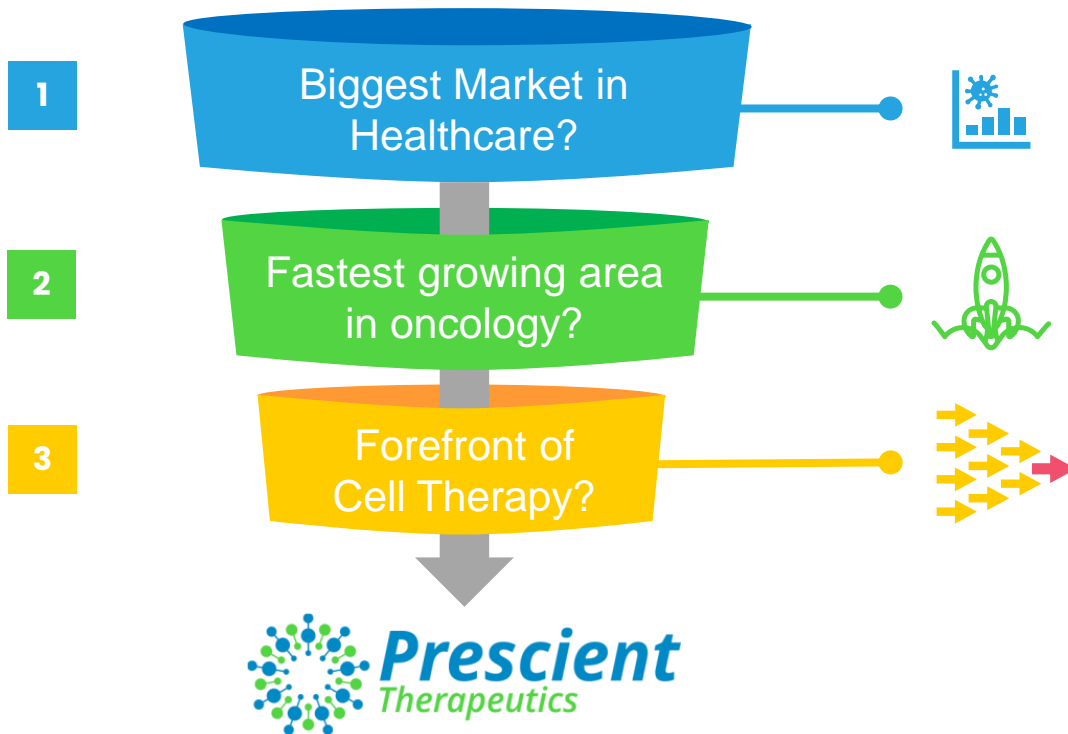 1
Biggest Market in
Healthcare?
2
Fastest growing area
in oncology?
3
Forefront of
Cell Therapy?
Prescient
Therapeutics